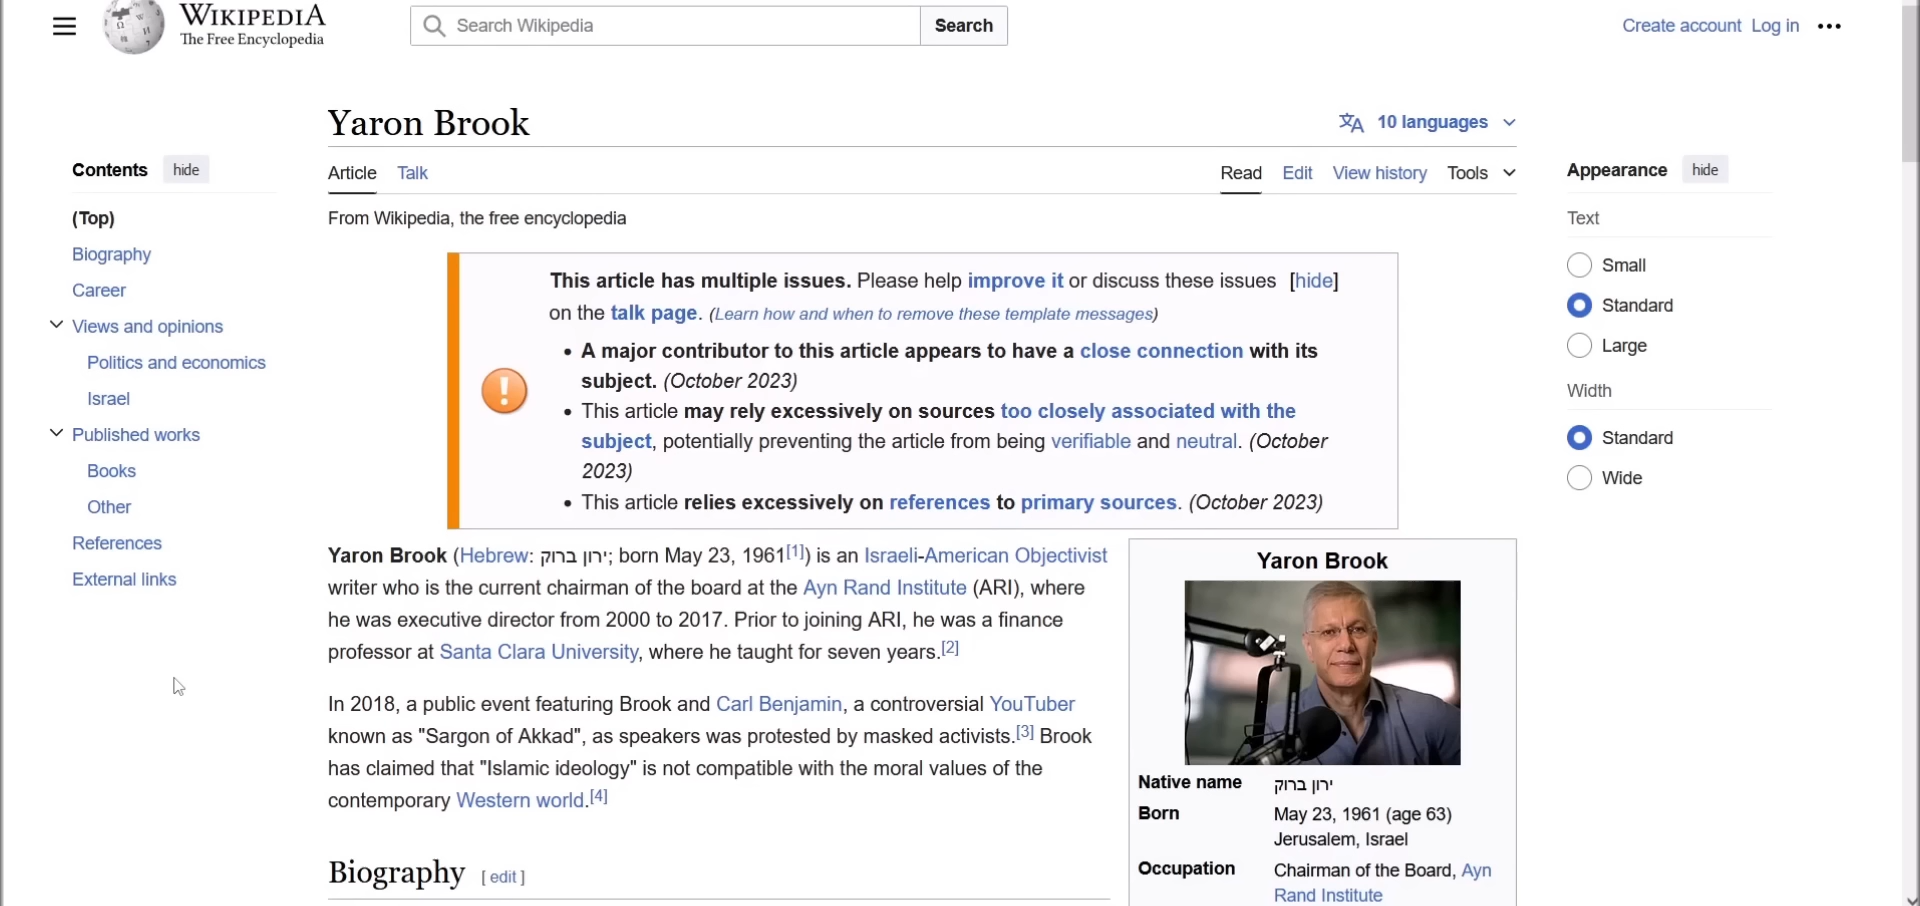 WIKIPEDIA
The Free Encyclopedia
Search Wikipedia
Search
Create account Log in
Yaron Brook
10 languages
Contents hide
Article Talk
Read Edit View history Tools
Appearance hide
(Top)
From Wikipedia, the free encyclopedia
Text
Biography
Career
Views and opinions
Politics and economics
Israel
Published works
Books
Other
References
External links
This article has multiple issues. Please help improve it or discuss these issues [hide]
on the talk page. (Learn how and when to remove these template messages)
• A major contributor to this article appears to have a close connection with its
subject. (October 2023)
• This article may rely excessively on sources too closely associated with the
subject, potentially preventing the article from being verifiable and neutral. (October
2023)
• This article relies excessively on references to primary sources. (October 2023)
Small
Standard
Large
Width
Standard
Wide
Yaron Brook (Hebrew: ירון ברוק; born May 23, 1961[1]) is an Israeli-American Objectivist
writer who is the current chairman of the board at the Ayn Rand Institute (ARI), where
he was executive director from 2000 to 2017. Prior to joining ARI, he was a finance
professor at Santa Clara University, where he taught for seven years.[2]
In 2018, a public event featuring Brook and Carl Benjamin, a controversial YouTuber
known as "Sargon of Akkad", as speakers was protested by masked activists.[3] Brook
has claimed that "Islamic ideology" is not compatible with the moral values of the
contemporary Western world.[4]
Biography [ edit ]
Yaron Brook
Native name ירון ברוק
Born May 23, 1961 (age 63)
Jerusalem, Israel
Occupation Chairman of the Board, Ayn
Rand Institute